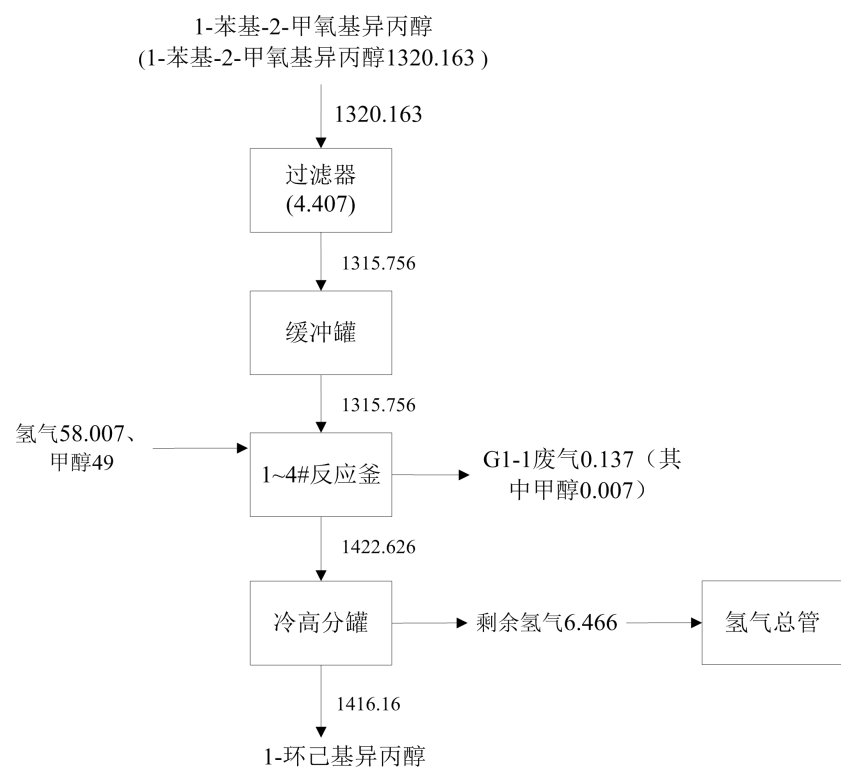 1-苯基-2-甲氧基异丙醇
(1-苯基-2-甲氧基异丙醇1320.163 )
1320.163
过滤器
(4.407)
1315.756
缓冲罐
1315.756
氢气58.007、
甲醇49
1~4#反应釜
G1-1废气0.137（其
中甲醇0.007）
1422.626
冷高分罐
剩余氢气6.466
氢气总管
1416.16
1-环己基异丙醇